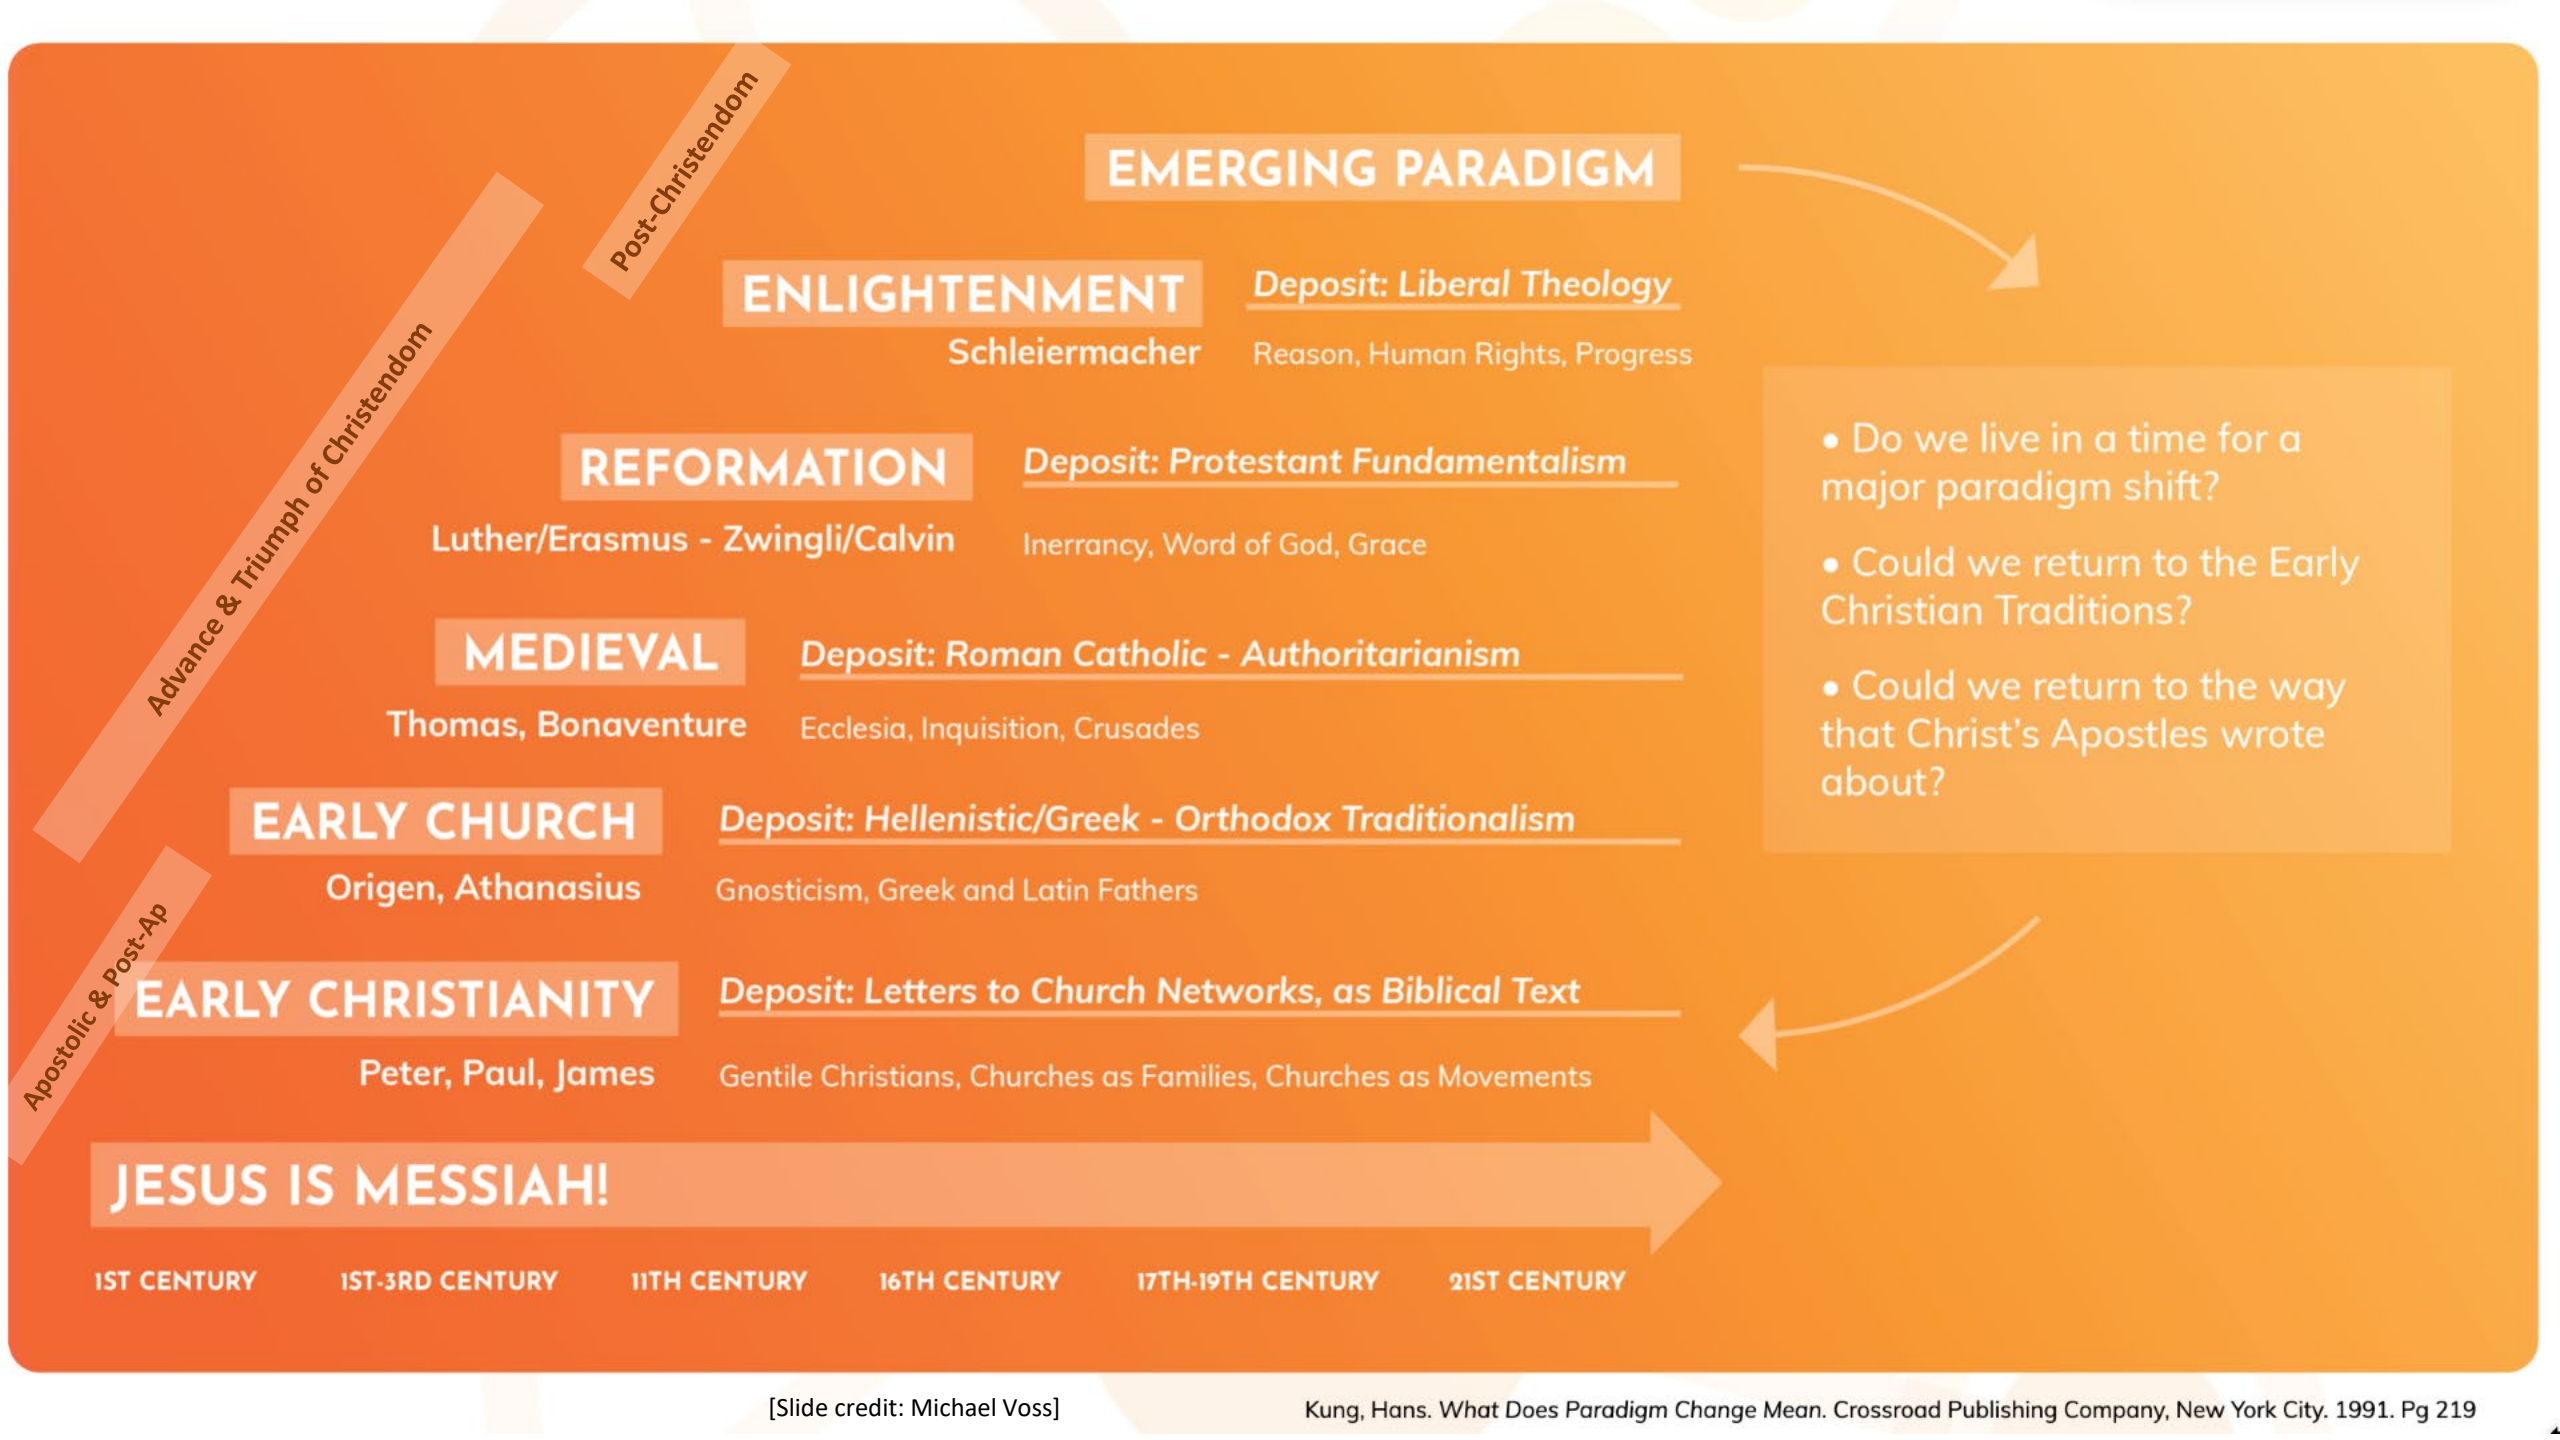 Post-Christendom
Advance & Triumph of Christendom
Apostolic & Post-Ap
EMERGING PARADIGM
ENLIGHTENMENT
Schleiermacher
Deposit: Liberal Theology
Reason, Human Rights, Progress
REFORMATION
Luther/Erasmus - Zwingli/Calvin
Deposit: Protestant Fundamentalism
Inerrancy, Word of God, Grace
MEDIEVAL
Thomas, Bonaventure
Deposit: Roman Catholic - Authoritarianism
Ecclesia, Inquisition, Crusades
EARLY CHURCH
Origen, Athanasius
Deposit: Hellenistic/Greek - Orthodox Traditionalism
Gnosticism, Greek and Latin Fathers
EARLY CHRISTIANITY
Peter, Paul, James
Deposit: Letters to Church Networks, as Biblical Text
Gentile Christians, Churches as Families, Churches as Movements
JESUS IS MESSIAH!
1ST CENTURY
1ST-3RD CENTURY
11TH CENTURY
16TH CENTURY
17TH-19TH CENTURY
21ST CENTURY
• Do we live in a time for a
major paradigm shift?
• Could we return to the Early
Christian Traditions?
• Could we return to the way
that Christ’s Apostles wrote
about?
[Slide credit: Michael Voss]
Kung, Hans. What Does Paradigm Change Mean. Crossroad Publishing Company, New York City. 1991. Pg 219